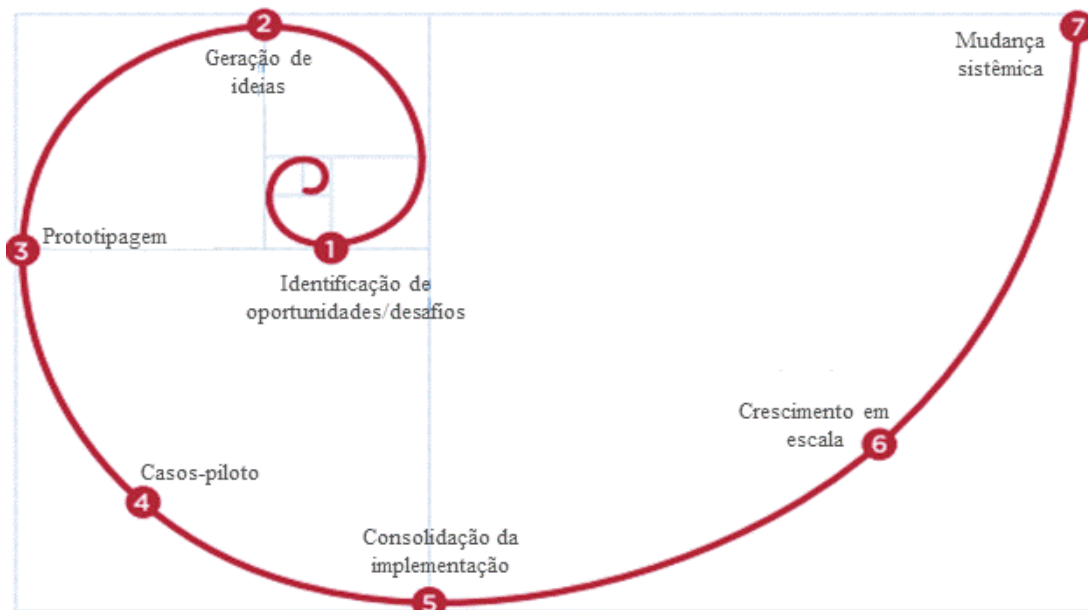 1
Identificação de
oportunidades/desafios
2
Geração de
ideias
3
Prototipagem
4
Casos-piloto
5
Consolidação da
implementação
6
Crescimento em
escala
7
Mudança
sistêmica